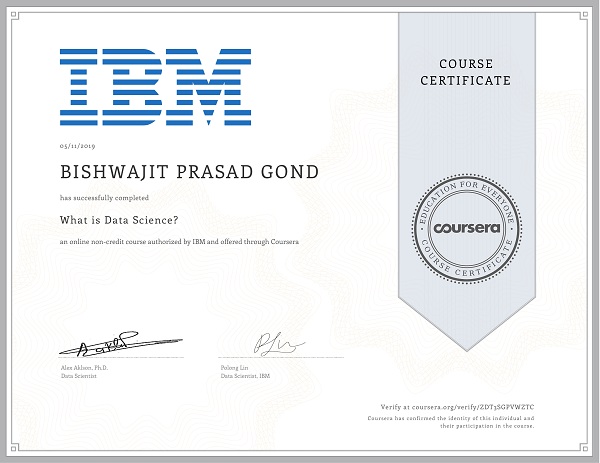 IBM
COURSE
CERTIFICATE
05/11/2019
BISHWAJIT PRASAD GOND
has successfully completed
What is Data Science?
an online non-credit course authorized by IBM and offered through Coursera
EDUCATION FOR EVERYONE
coursera
COURSE CERTIFICATE
Alex Aklson, Ph.D.
Data Scientist
Polong Lin
Data Scientist, IBM
Verify at coursera.org/verify/ZDT3SGPVWZTC
Coursera has confirmed the identity of this individual and
their participation in the course.